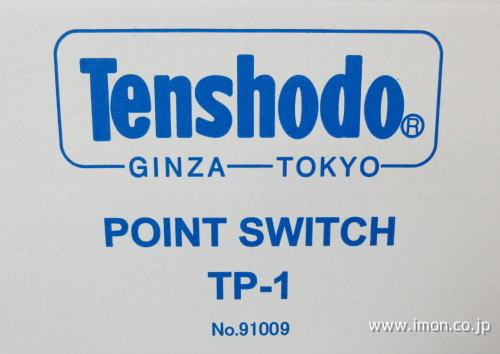 Tenshodo®
GINZA—TOKYO
POINT SWITCH
TP-1
No.91009
www.imon.co.jp